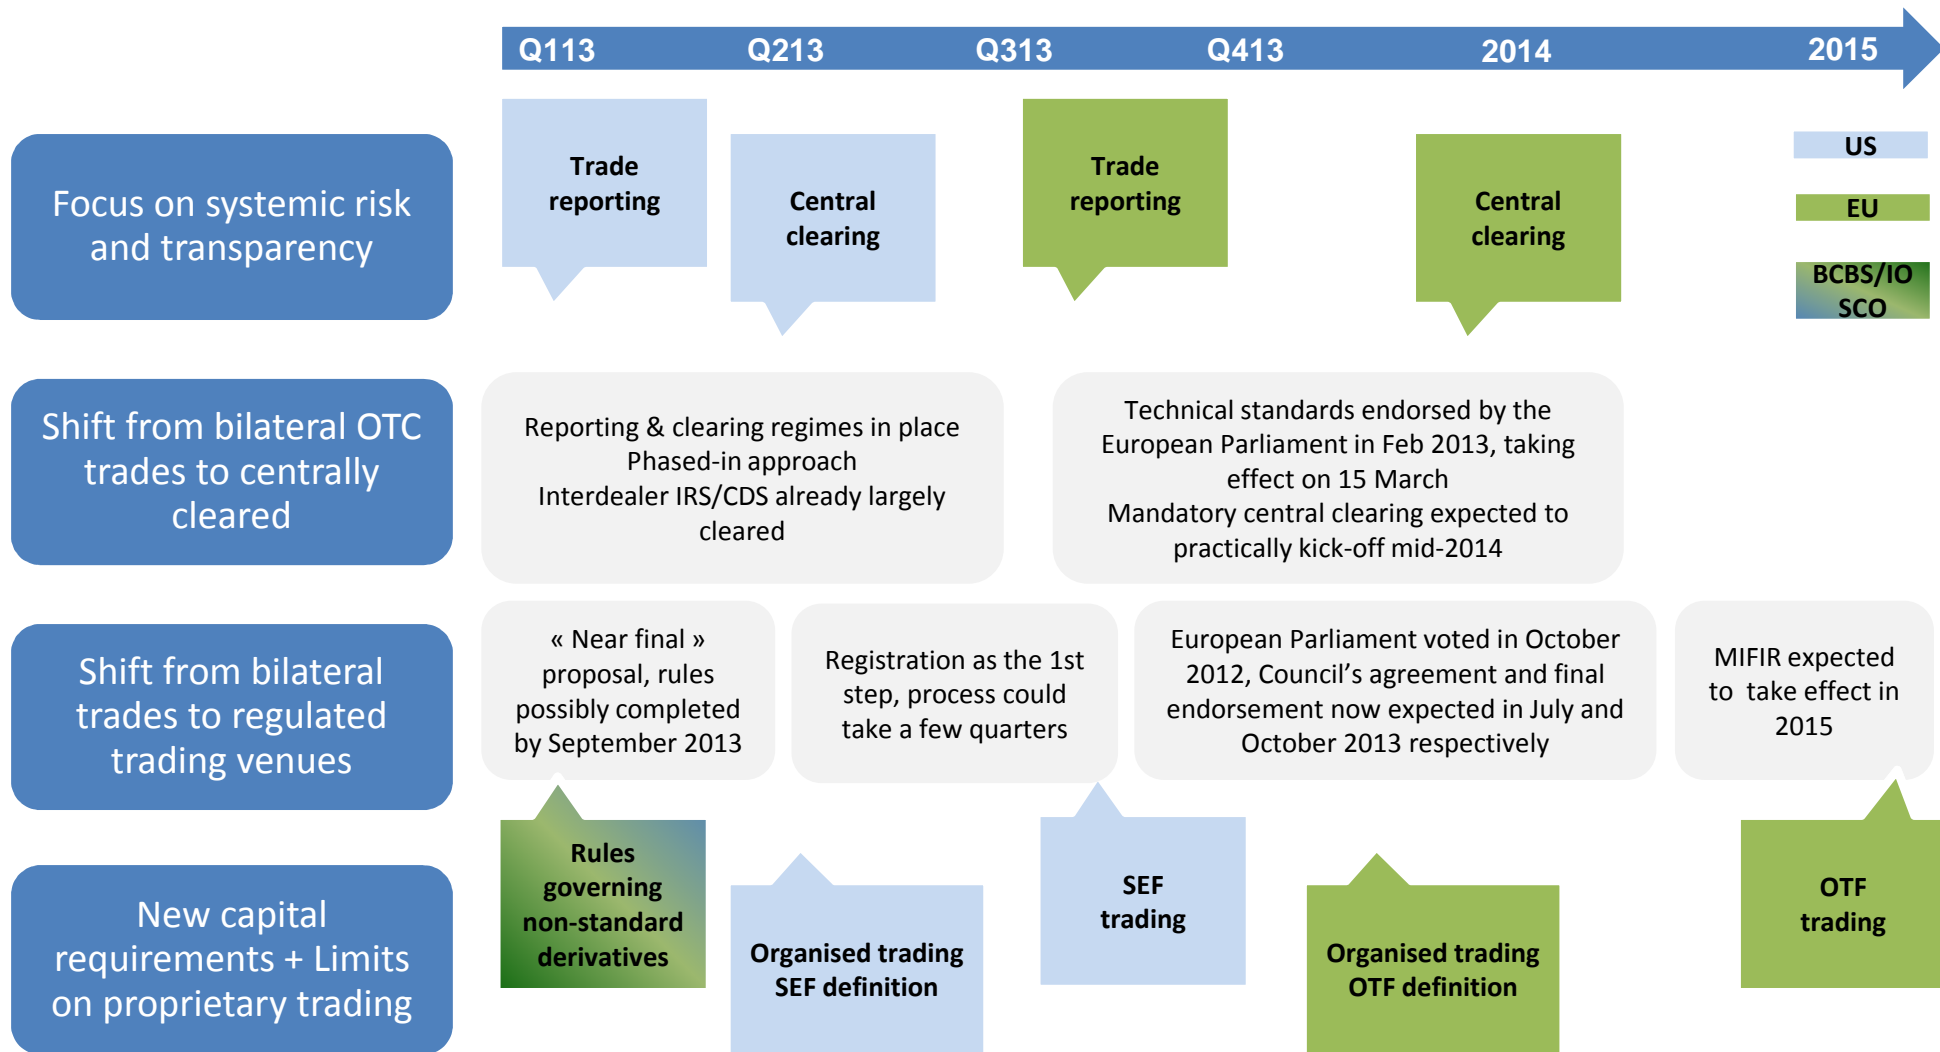 Q113
Q213
Q313
Q413
2014
2015
Focus on systemic risk
and transparency
Trade
reporting
Central
clearing
Trade
reporting
Central
clearing
US
EU
BCBS/IO
SCO
Shift from bilateral OTC
trades to centrally
cleared
Reporting & clearing regimes in place
Phased-in approach
Interdealer IRS/CDS already largely
cleared
Technical standards endorsed by the
European Parliament in Feb 2013, taking
effect on 15 March
Mandatory central clearing expected to
practically kick-off mid-2014
Shift from bilateral
trades to regulated
trading venues
« Near final »
proposal, rules
possibly completed
by September 2013
Registration as the 1st
step, process could
take a few quarters
European Parliament voted in October
2012, Council’s agreement and final
endorsement now expected in July and
October 2013 respectively
MIFIR expected
to take effect in
2015
New capital
requirements + Limits
on proprietary trading
Rules
governing
non-standard
derivatives
Organised trading
SEF definition
SEF
trading
Organised trading
OTF definition
OTF
trading